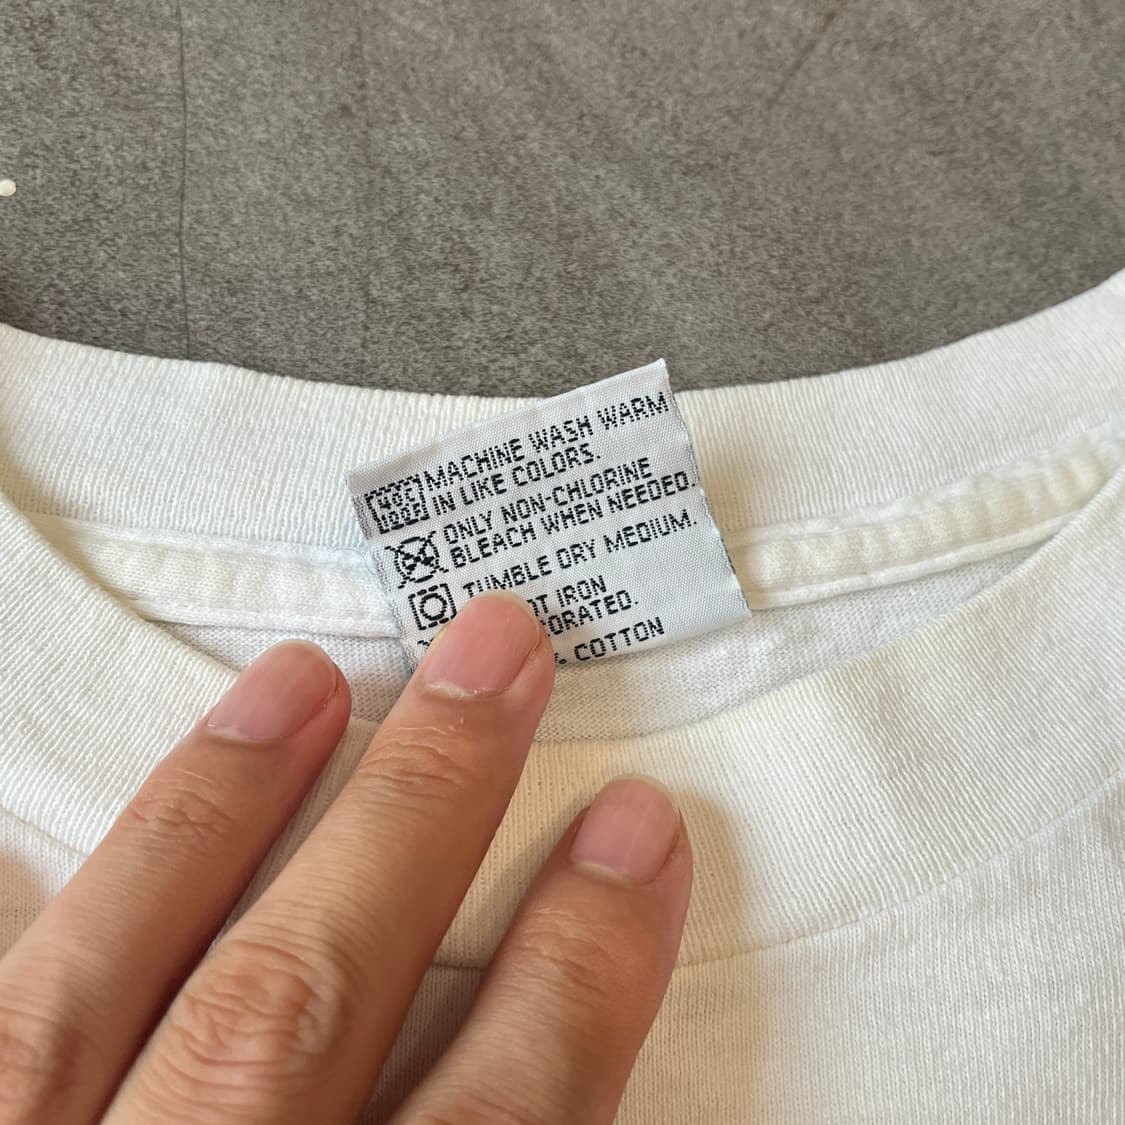 MACHINE WASH WARM
IN LIKE COLORS.
ONLY NON-CHLORINE
BLEACH WHEN NEEDED.
TUMBLE DRY MEDIUM.
IRON
COTTON